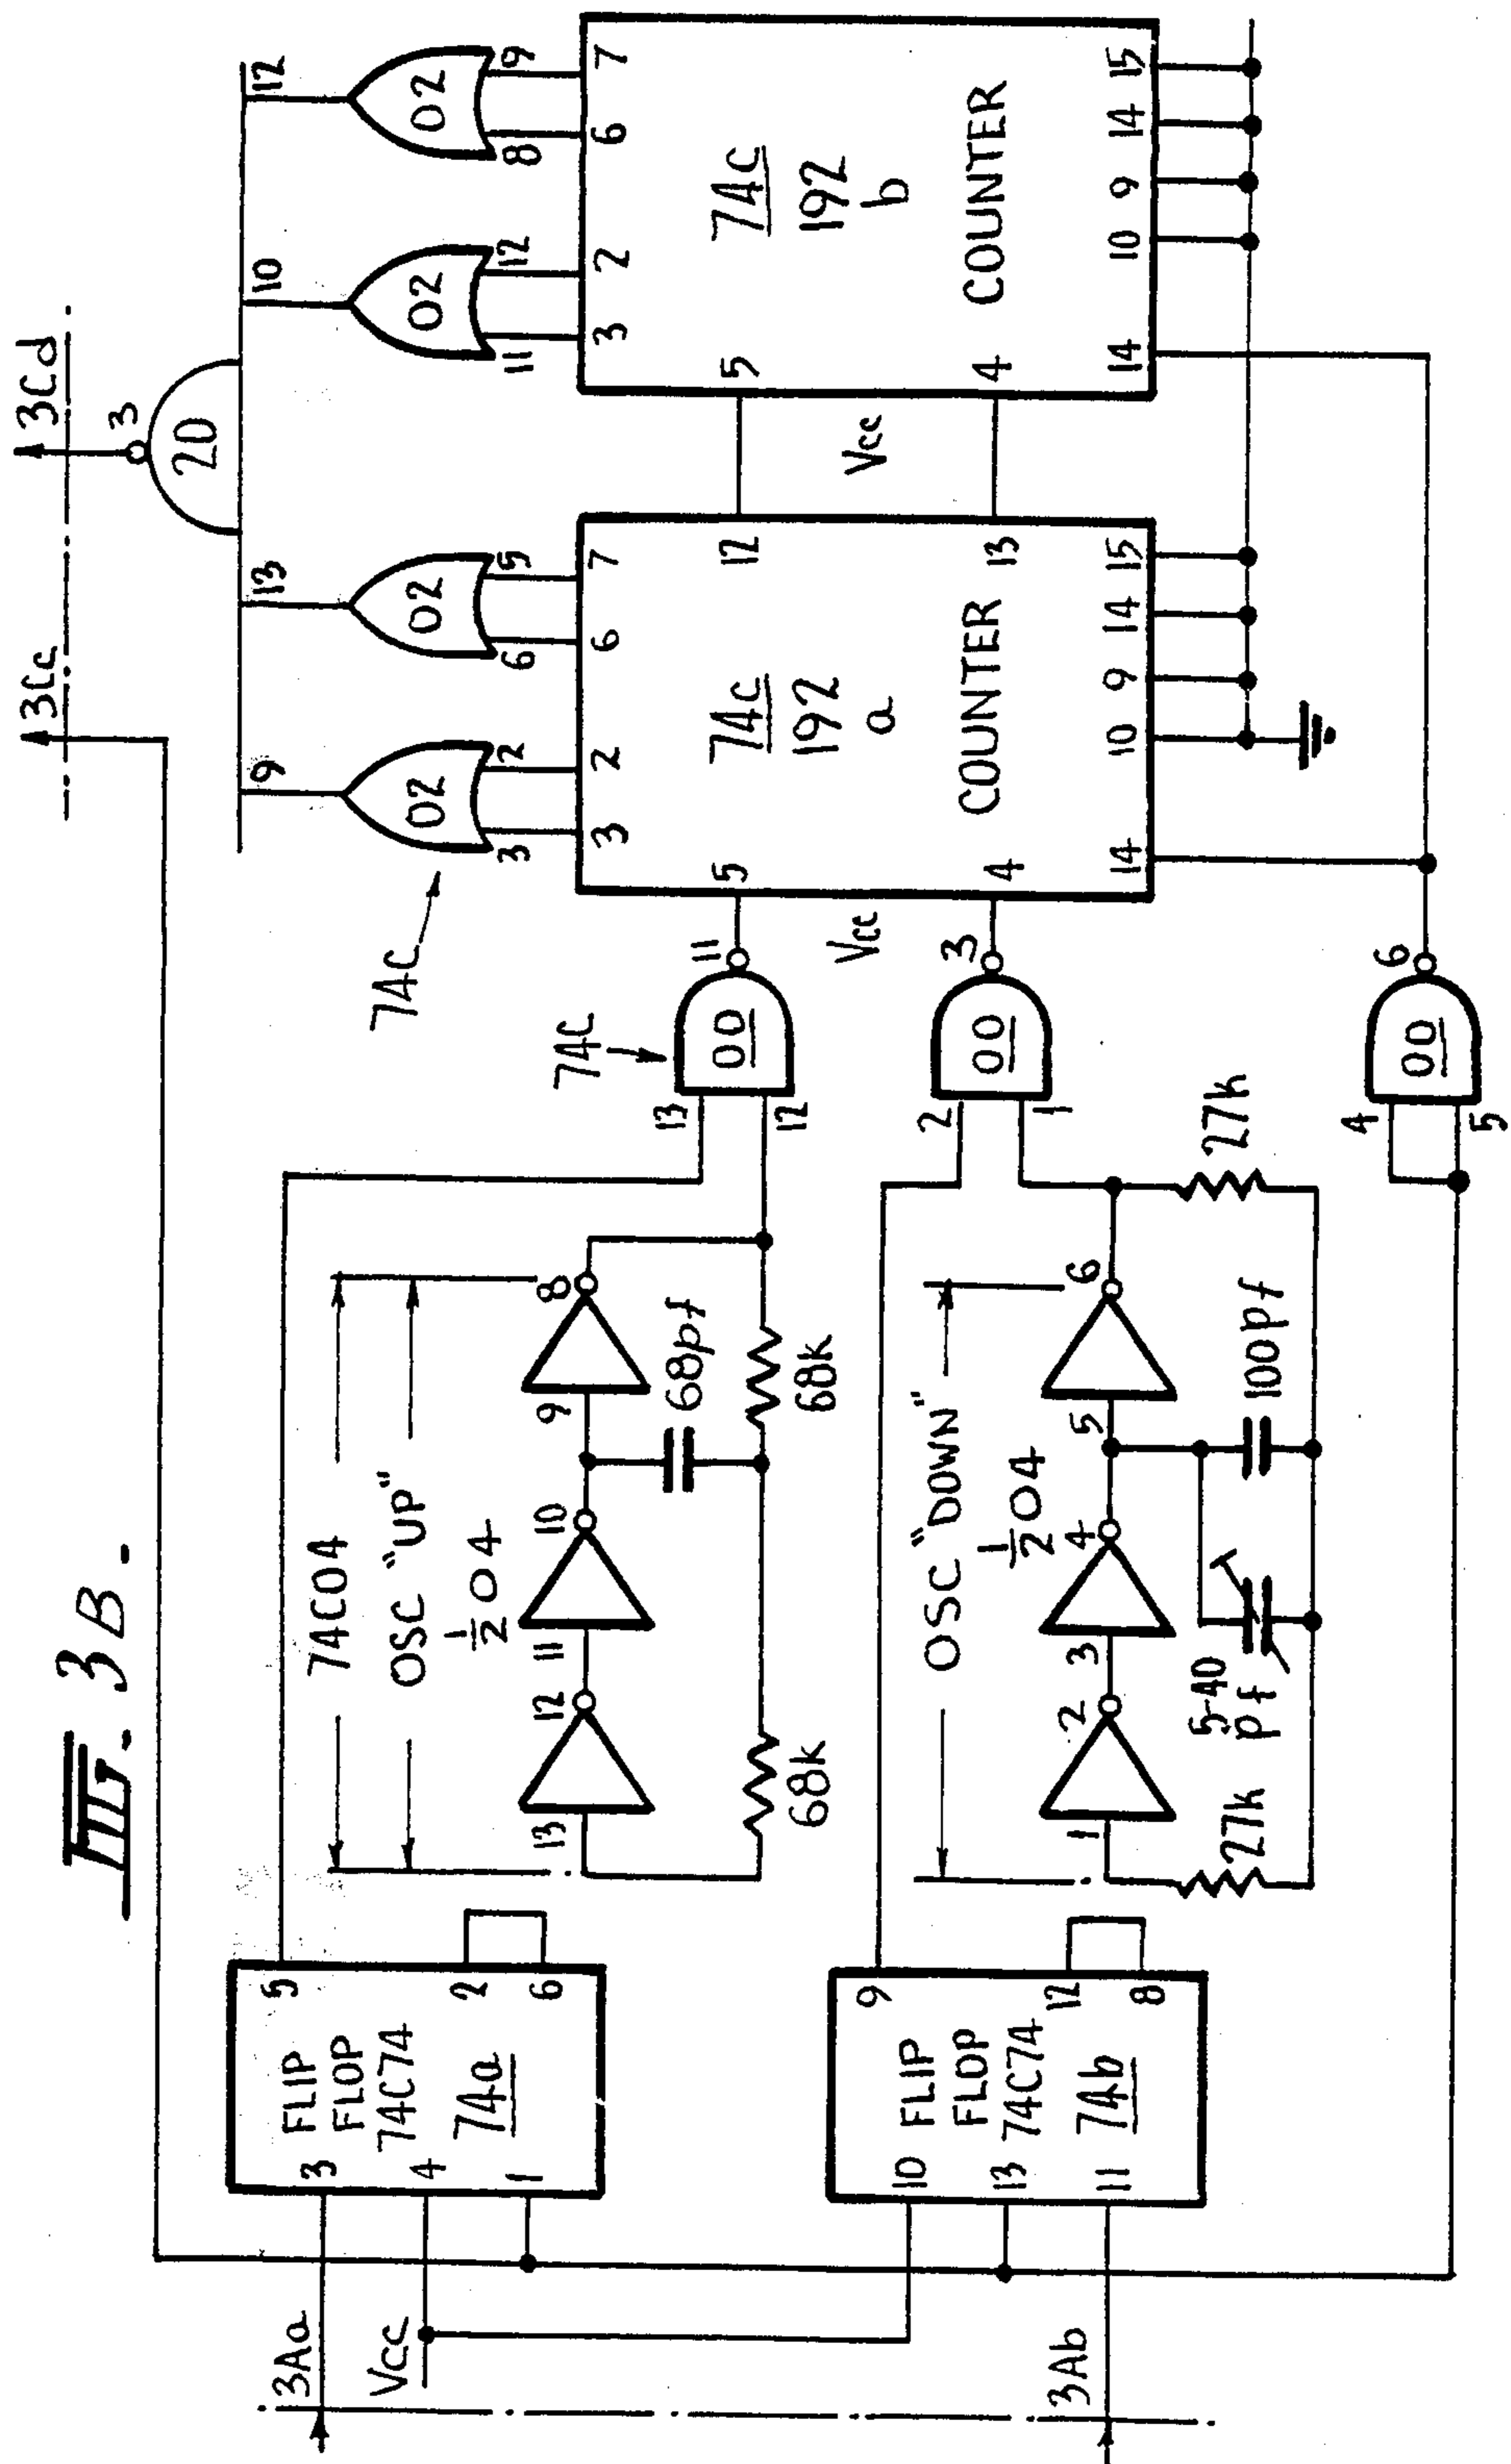 FIG. 3B.
3Aa
Vcc
3Ab
3
4
1
FLIP
FLOP
74C74
74a
5
2
6
10
13
11
FLIP
FLOP
74C74
74b
9
12
8
74C04
OSC "UP"
1/2 04
13
12
11
10
9
8
68pf
68k
68k
OSC "DOWN"
1/2 04
1
2
3
4
5
6
27k
5-40
pf
100pf
27k
74C
13
12
00
11
2
1
00
3
4
5
00
6
Vcc
74C
3Cc
3Cd
9
13
10
12
20
3
02
3
2
02
6
5
02
11
12
02
8
9
3
2
6
7
5
4
12
13
74c
192
a
COUNTER
14
10
9
14
15
Vcc
3
2
6
7
5
4
74c
192
b
COUNTER
14
10
9
14
15